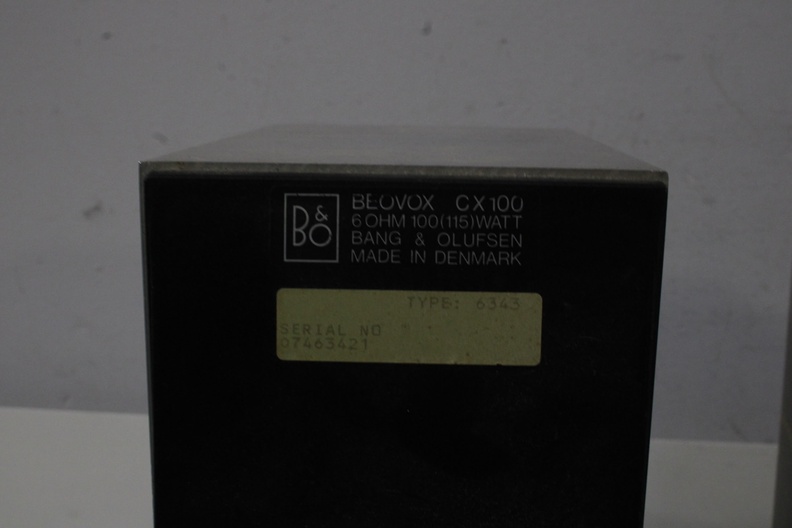 B&O
BEOVOX CX100
6 OHM 100(115)WATT
BANG & OLUFSEN
MADE IN DENMARK
TYPE: 6343
SERIAL NO
07463421